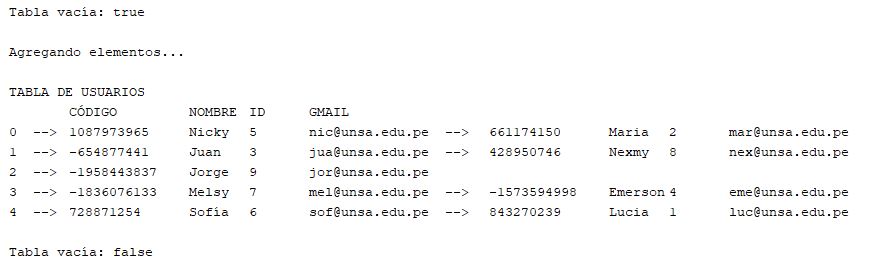 Tabla vacía: true
Agregando elementos...
TABLA DE USUARIOS
CÓDIGO NOMBRE ID GMAIL
0 --> 1087973965 Nicky 5 nic@unsa.edu.pe --> 661174150 Maria 2 mar@unsa.edu.pe
1 --> -654877441 Juan 3 jua@unsa.edu.pe --> 428950746 Nexmy 8 nex@unsa.edu.pe
2 --> -1958443837 Jorge 9 jor@unsa.edu.pe
3 --> -1836076133 Melsy 7 mel@unsa.edu.pe --> -1573594998 Emerson 4 eme@unsa.edu.pe
4 --> 728871254 Sofía 6 sof@unsa.edu.pe --> 843270239 Lucia 1 luc@unsa.edu.pe
Tabla vacía: false